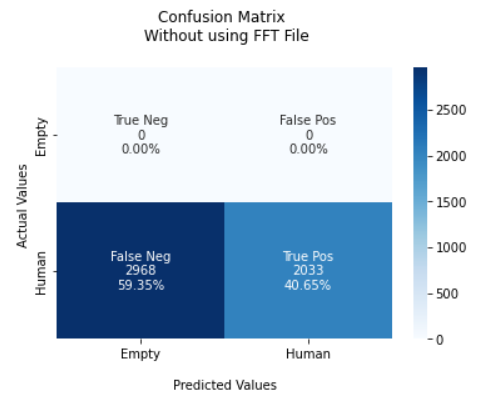 Confusion Matrix
Without using FFT File
True Neg
0
0.00%
False Pos
0
0.00%
False Neg
2968
59.35%
True Pos
2033
40.65%
Empty
Human
Actual Values
Empty
Human
Predicted Values
2500
2000
1500
1000
500
0